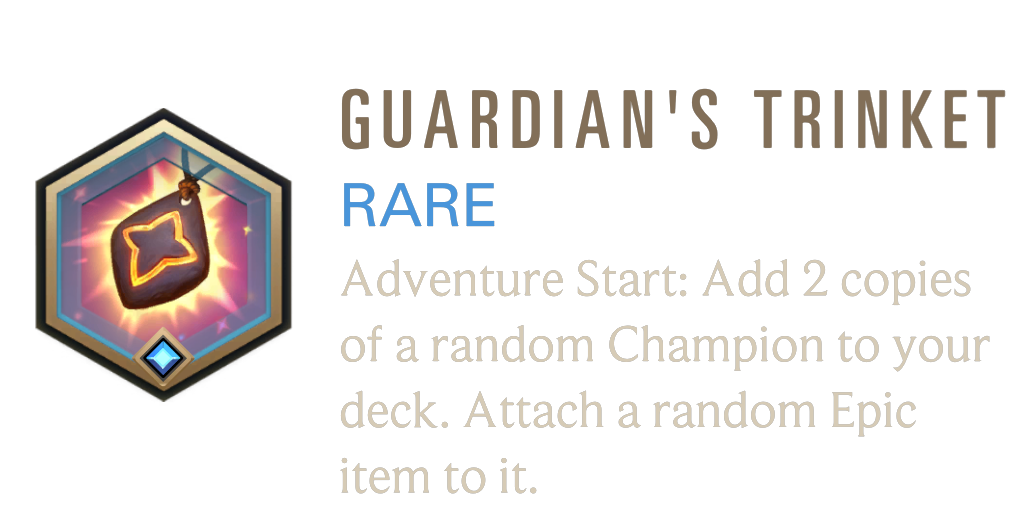 GUARDIAN'S TRINKET
RARE
Adventure Start: Add 2 copies
of a random Champion to your
deck. Attach a random Epic
item to it.